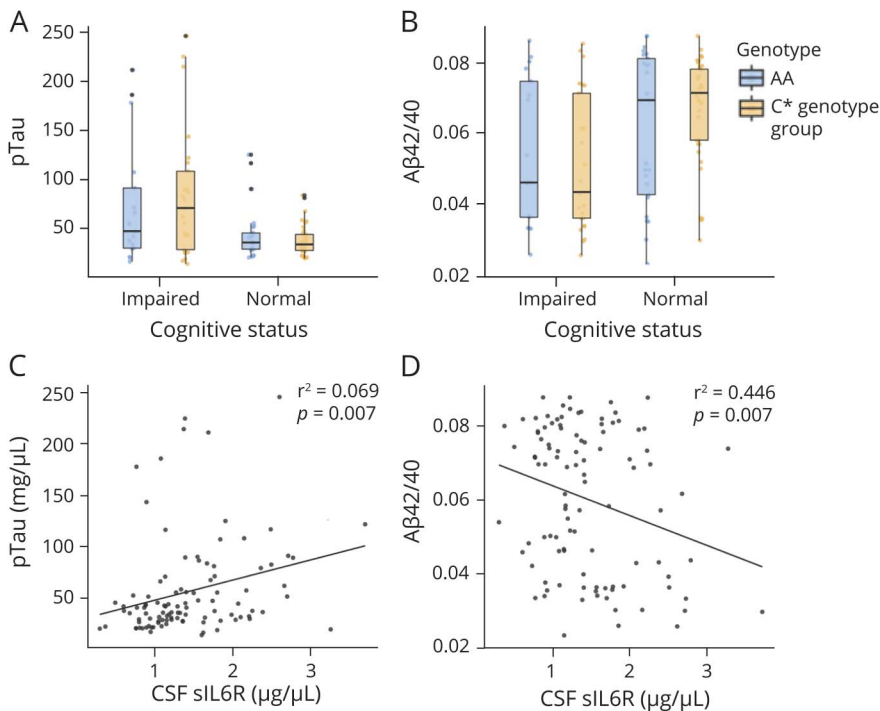 A
250
200
150
100
50
pTau
Impaired
Normal
Cognitive status
B
0.08
0.06
0.04
0.02
Aβ42/40
Impaired
Normal
Cognitive status
Genotype
AA
C* genotype
group
C
250
200
150
100
50
pTau (mg/μL)
r² = 0.069
p = 0.007
1
2
3
CSF sIL6R (μg/μL)
D
0.08
0.06
0.04
0.02
Aβ42/40
r² = 0.446
p = 0.007
1
2
3
CSF sIL6R (μg/μL)